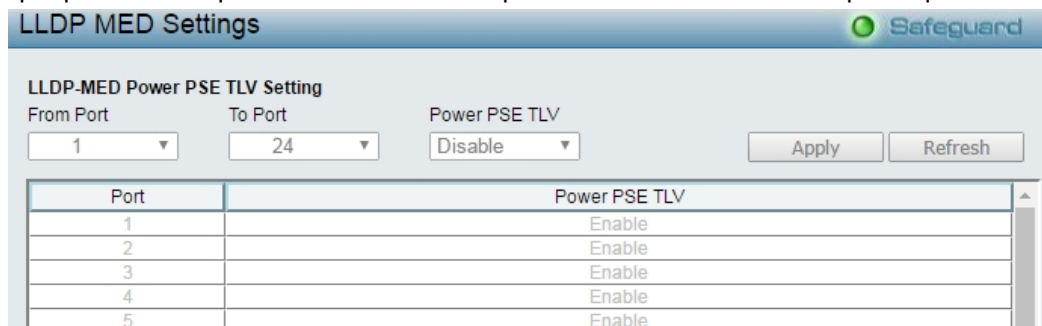 LLDP MED Settings Safeguard
LLDP-MED Power PSE TLV Setting
From Port To Port Power PSE TLV
1 24 Disable Apply Refresh
Port Power PSE TLV
1 Enable
2 Enable
3 Enable
4 Enable
5 Enable